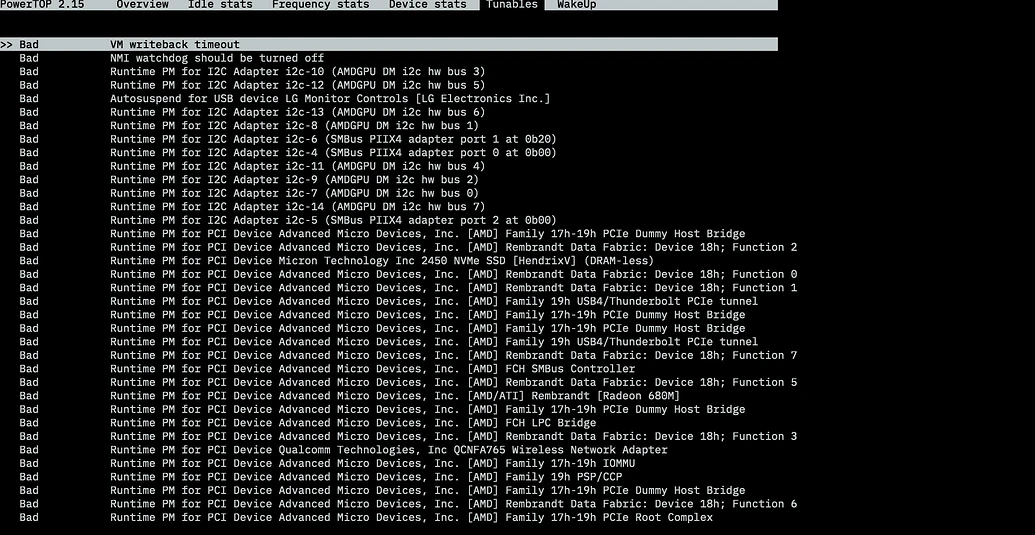 PowerTOP 2.15 Overview Idle stats Frequency stats Device stats Tunables WakeUp
>> Bad VM writeback timeout
Bad NMI watchdog should be turned off
Bad Runtime PM for I2C Adapter i2c-10 (AMDGPU DM i2c hw bus 3)
Bad Runtime PM for I2C Adapter i2c-12 (AMDGPU DM i2c hw bus 5)
Bad Autosuspend for USB device LG Monitor Controls [LG Electronics Inc.]
Bad Runtime PM for I2C Adapter i2c-13 (AMDGPU DM i2c hw bus 6)
Bad Runtime PM for I2C Adapter i2c-8 (AMDGPU DM i2c hw bus 1)
Bad Runtime PM for I2C Adapter i2c-6 (SMBus PIIX4 adapter port 1 at 0b20)
Bad Runtime PM for I2C Adapter i2c-4 (SMBus PIIX4 adapter port 0 at 0b00)
Bad Runtime PM for I2C Adapter i2c-11 (AMDGPU DM i2c hw bus 4)
Bad Runtime PM for I2C Adapter i2c-9 (AMDGPU DM i2c hw bus 2)
Bad Runtime PM for I2C Adapter i2c-7 (AMDGPU DM i2c hw bus 0)
Bad Runtime PM for I2C Adapter i2c-14 (AMDGPU DM i2c hw bus 7)
Bad Runtime PM for I2C Adapter i2c-5 (SMBus PIIX4 adapter port 2 at 0b00)
Bad Runtime PM for PCI Device Advanced Micro Devices, Inc. [AMD] Family 17h-19h PCIe Dummy Host Bridge
Bad Runtime PM for PCI Device Advanced Micro Devices, Inc. [AMD] Rembrandt Data Fabric: Device 18h; Function 2
Bad Runtime PM for PCI Device Micron Technology Inc 2450 NVMe SSD [HendrixV] (DRAM-less)
Bad Runtime PM for PCI Device Advanced Micro Devices, Inc. [AMD] Rembrandt Data Fabric: Device 18h; Function 0
Bad Runtime PM for PCI Device Advanced Micro Devices, Inc. [AMD] Rembrandt Data Fabric: Device 18h; Function 1
Bad Runtime PM for PCI Device Advanced Micro Devices, Inc. [AMD] Family 19h USB4/Thunderbolt PCIe tunnel
Bad Runtime PM for PCI Device Advanced Micro Devices, Inc. [AMD] Family 17h-19h PCIe Dummy Host Bridge
Bad Runtime PM for PCI Device Advanced Micro Devices, Inc. [AMD] Family 17h-19h PCIe Dummy Host Bridge
Bad Runtime PM for PCI Device Advanced Micro Devices, Inc. [AMD] Family 19h USB4/Thunderbolt PCIe tunnel
Bad Runtime PM for PCI Device Advanced Micro Devices, Inc. [AMD] Rembrandt Data Fabric: Device 18h; Function 7
Bad Runtime PM for PCI Device Advanced Micro Devices, Inc. [AMD] FCH SMBus Controller
Bad Runtime PM for PCI Device Advanced Micro Devices, Inc. [AMD] Rembrandt Data Fabric: Device 18h; Function 5
Bad Runtime PM for PCI Device Advanced Micro Devices, Inc. [AMD/ATI] Rembrandt [Radeon 680M]
Bad Runtime PM for PCI Device Advanced Micro Devices, Inc. [AMD] Family 17h-19h PCIe Dummy Host Bridge
Bad Runtime PM for PCI Device Advanced Micro Devices, Inc. [AMD] FCH LPC Bridge
Bad Runtime PM for PCI Device Advanced Micro Devices, Inc. [AMD] Rembrandt Data Fabric: Device 18h; Function 3
Bad Runtime PM for PCI Device Qualcomm Technologies, Inc QCNFA765 Wireless Network Adapter
Bad Runtime PM for PCI Device Advanced Micro Devices, Inc. [AMD] Family 17h-19h IOMMU
Bad Runtime PM for PCI Device Advanced Micro Devices, Inc. [AMD] Family 19h PSP/CCP
Bad Runtime PM for PCI Device Advanced Micro Devices, Inc. [AMD] Family 17h-19h PCIe Dummy Host Bridge
Bad Runtime PM for PCI Device Advanced Micro Devices, Inc. [AMD] Rembrandt Data Fabric: Device 18h; Function 6
Bad Runtime PM for PCI Device Advanced Micro Devices, Inc. [AMD] Family 17h-19h PCIe Root Complex